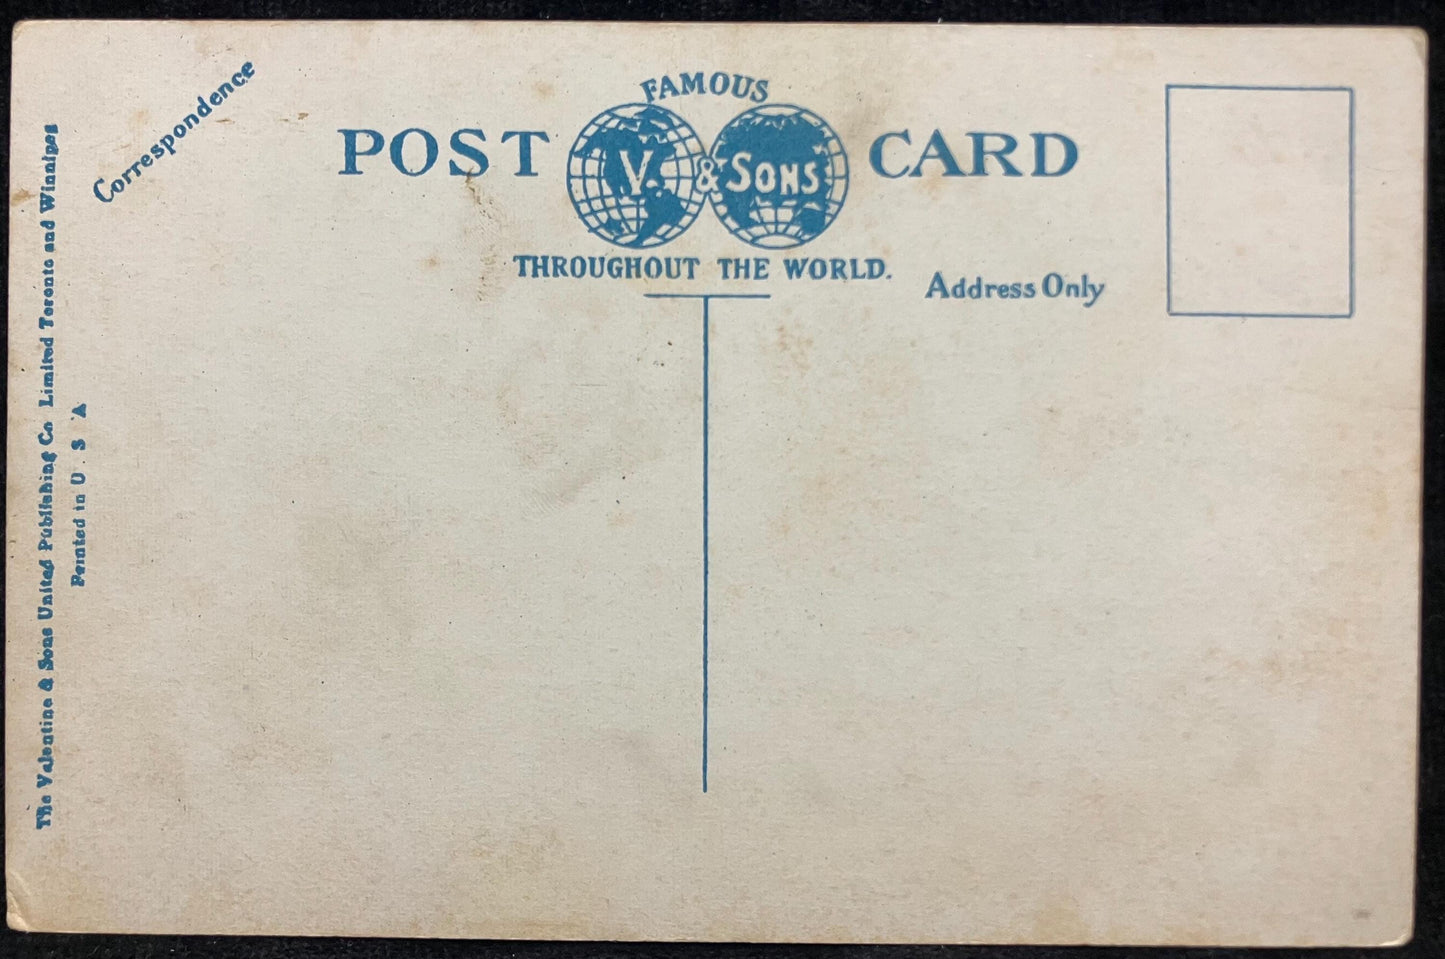 FAMOUS
POST V. & SONS CARD
THROUGHOUT THE WORLD.
Correspondence
Address Only
The Valentine & Sons United Publishing Co Limited Toronto and Winnipeg
Printed in U. S A